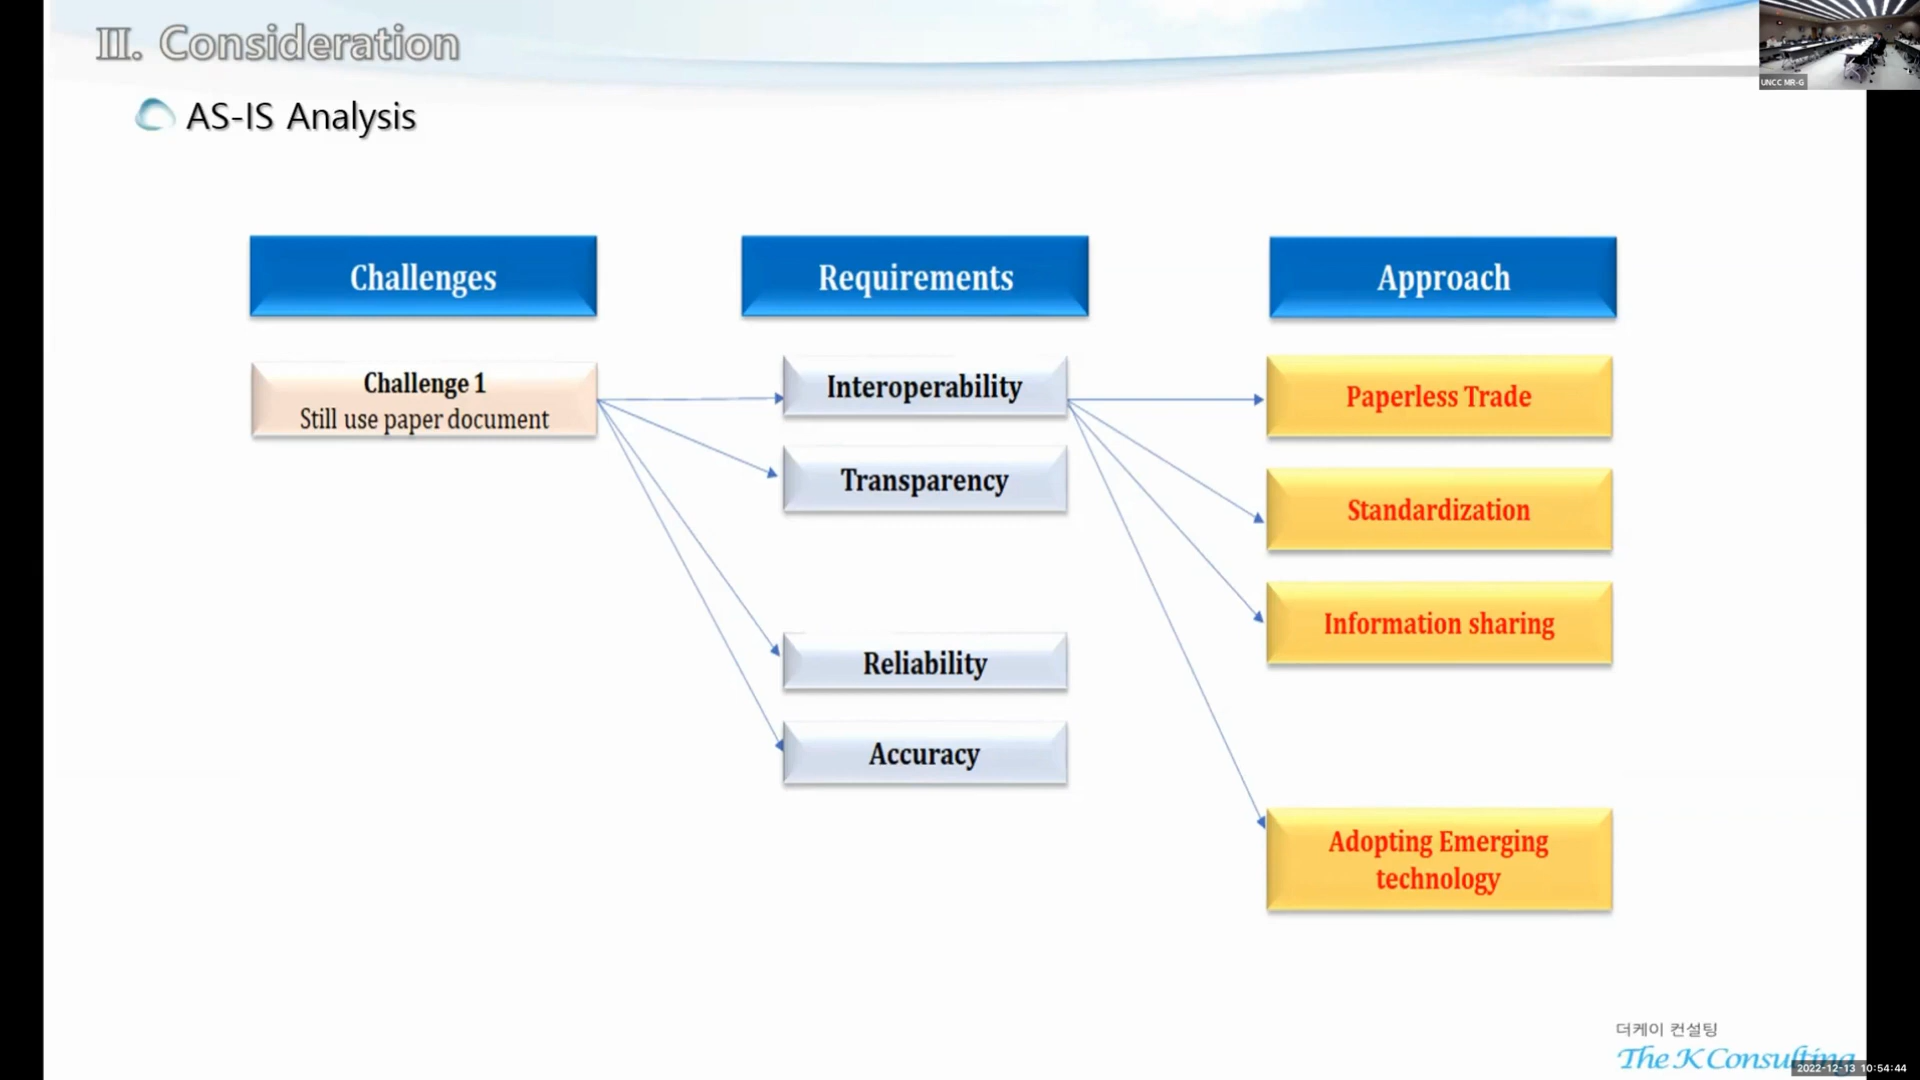 Ⅲ. Consideration
UNCC MR-G
AS-IS Analysis
Challenges
Requirements
Approach
Challenge 1
Still use paper document
Interoperability
Transparency
Reliability
Accuracy
Paperless Trade
Standardization
Information sharing
Adopting Emerging
technology
더케이 컨설팅
The K Consulting
2022-12-13 10:54:44